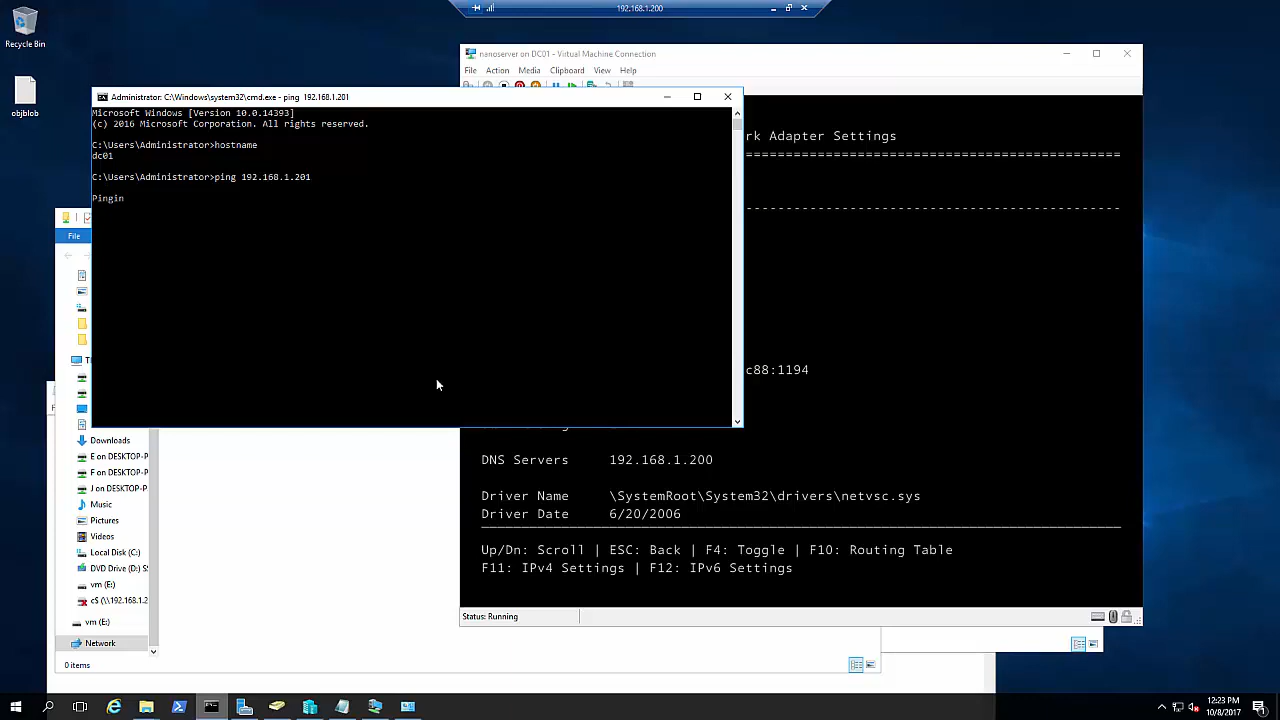 192.168.1.200
Recycle Bin
objblob
nanoserver on DC01 - Virtual Machine Connection
File Action Media Clipboard View Help
Administrator: C:\Windows\system32\cmd.exe - ping 192.168.1.201
Microsoft Windows [Version 10.0.14393]
(c) 2016 Microsoft Corporation. All rights reserved.
C:\Users\Administrator>hostname
dc01
C:\Users\Administrator>ping 192.168.1.201
Pingin
rk Adapter Settings
c88:1194
DNS Servers 192.168.1.200
Driver Name \SystemRoot\System32\drivers\netvsc.sys
Driver Date 6/20/2006
Up/Dn: Scroll | ESC: Back | F4: Toggle | F10: Routing Table
F11: IPv4 Settings | F12: IPv6 Settings
Status: Running
File
Downloads
E on DESKTOP-P
F on DESKTOP-P
J on DESKTOP-P
Music
Pictures
Videos
Local Disk (C:)
DVD Drive (D:) S
vm (E:)
c$ (\\192.168.1.2
vm (E:)
Network
0 items
12:23 PM
10/8/2017